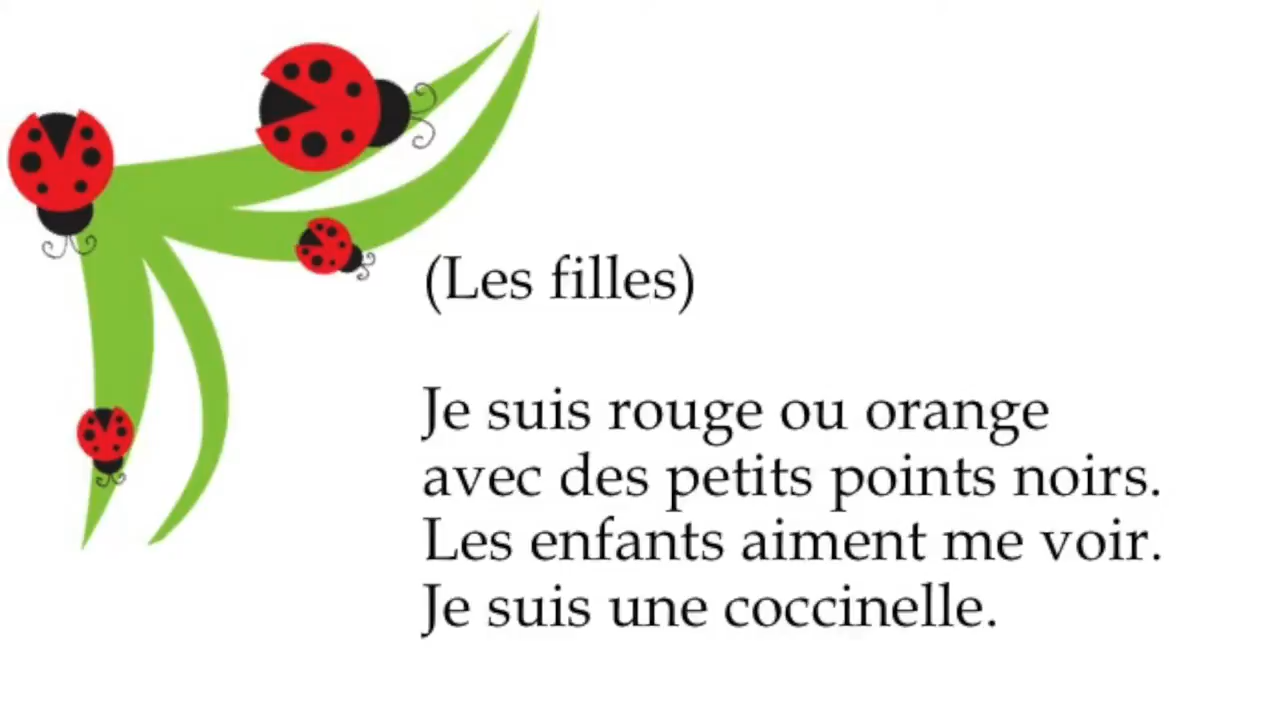 (Les filles)
Je suis rouge ou orange
avec des petits points noirs.
Les enfants aiment me voir.
Je suis une coccinelle.